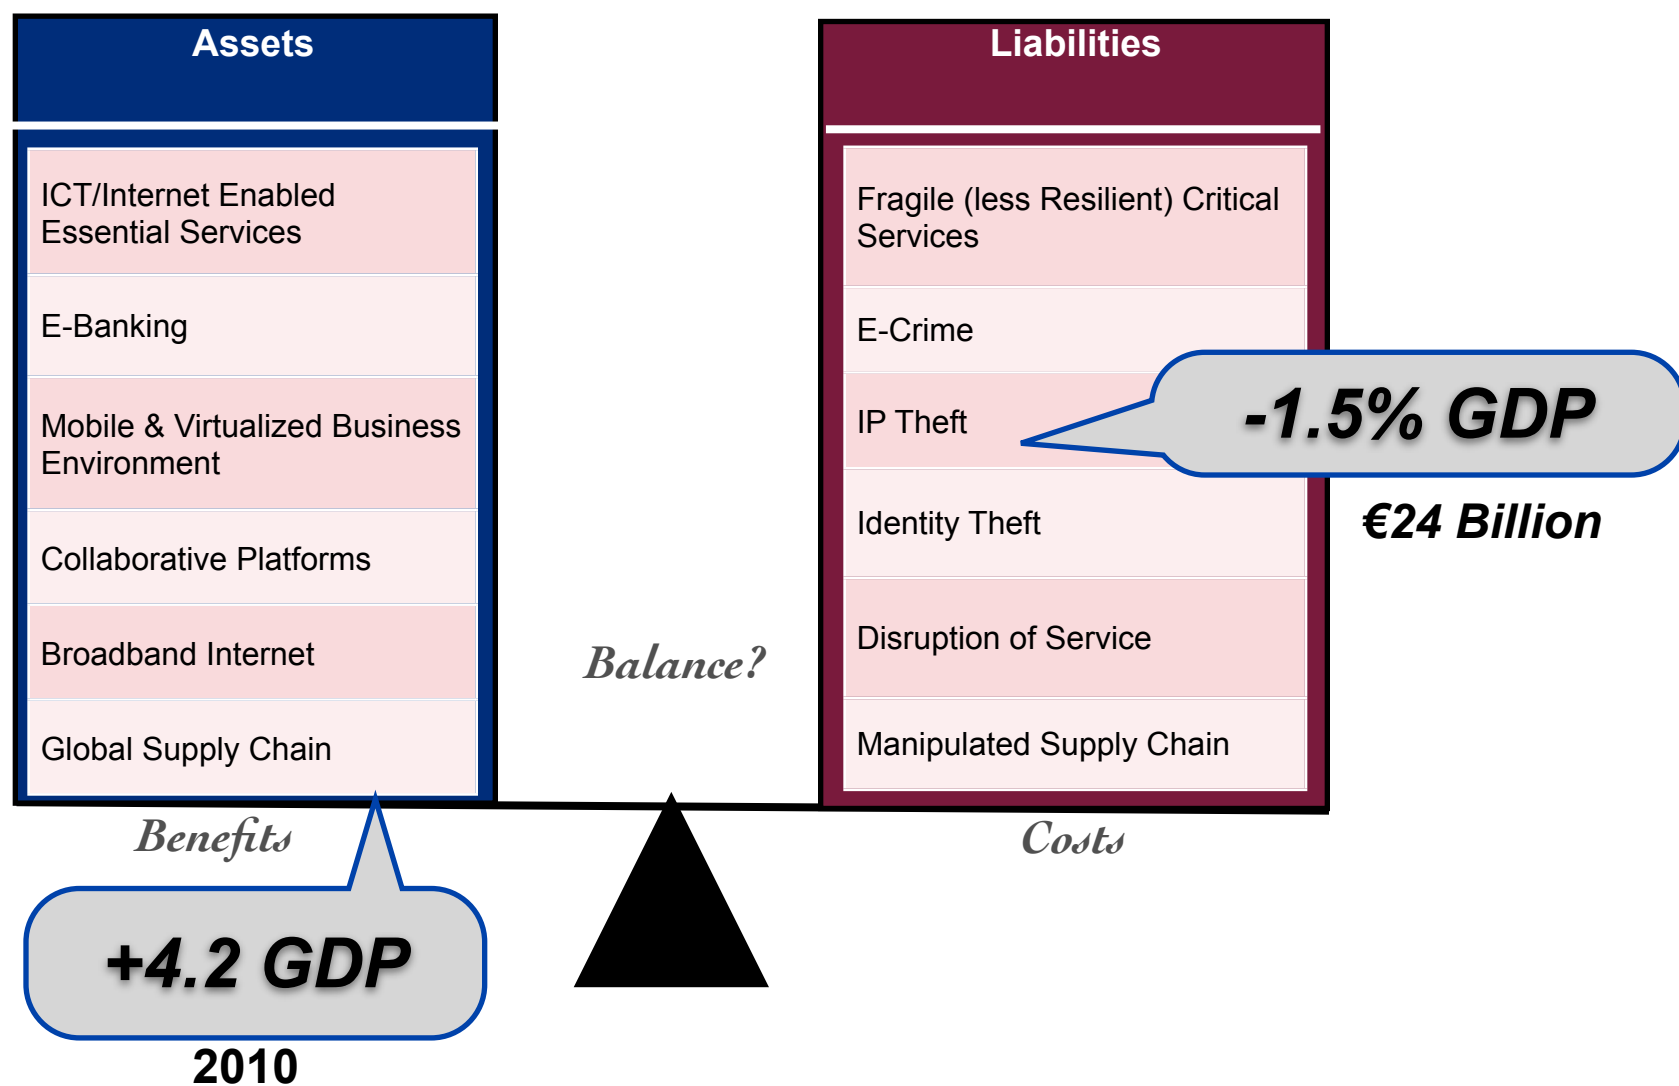 Assets
ICT/Internet Enabled
Essential Services
E-Banking
Mobile & Virtualized Business
Environment
Collaborative Platforms
Broadband Internet
Global Supply Chain
Benefits
+4.2 GDP
2010
Balance?
Liabilities
Fragile (less Resilient) Critical
Services
E-Crime
IP Theft
-1.5% GDP
€24 Billion
Identity Theft
Disruption of Service
Manipulated Supply Chain
Costs